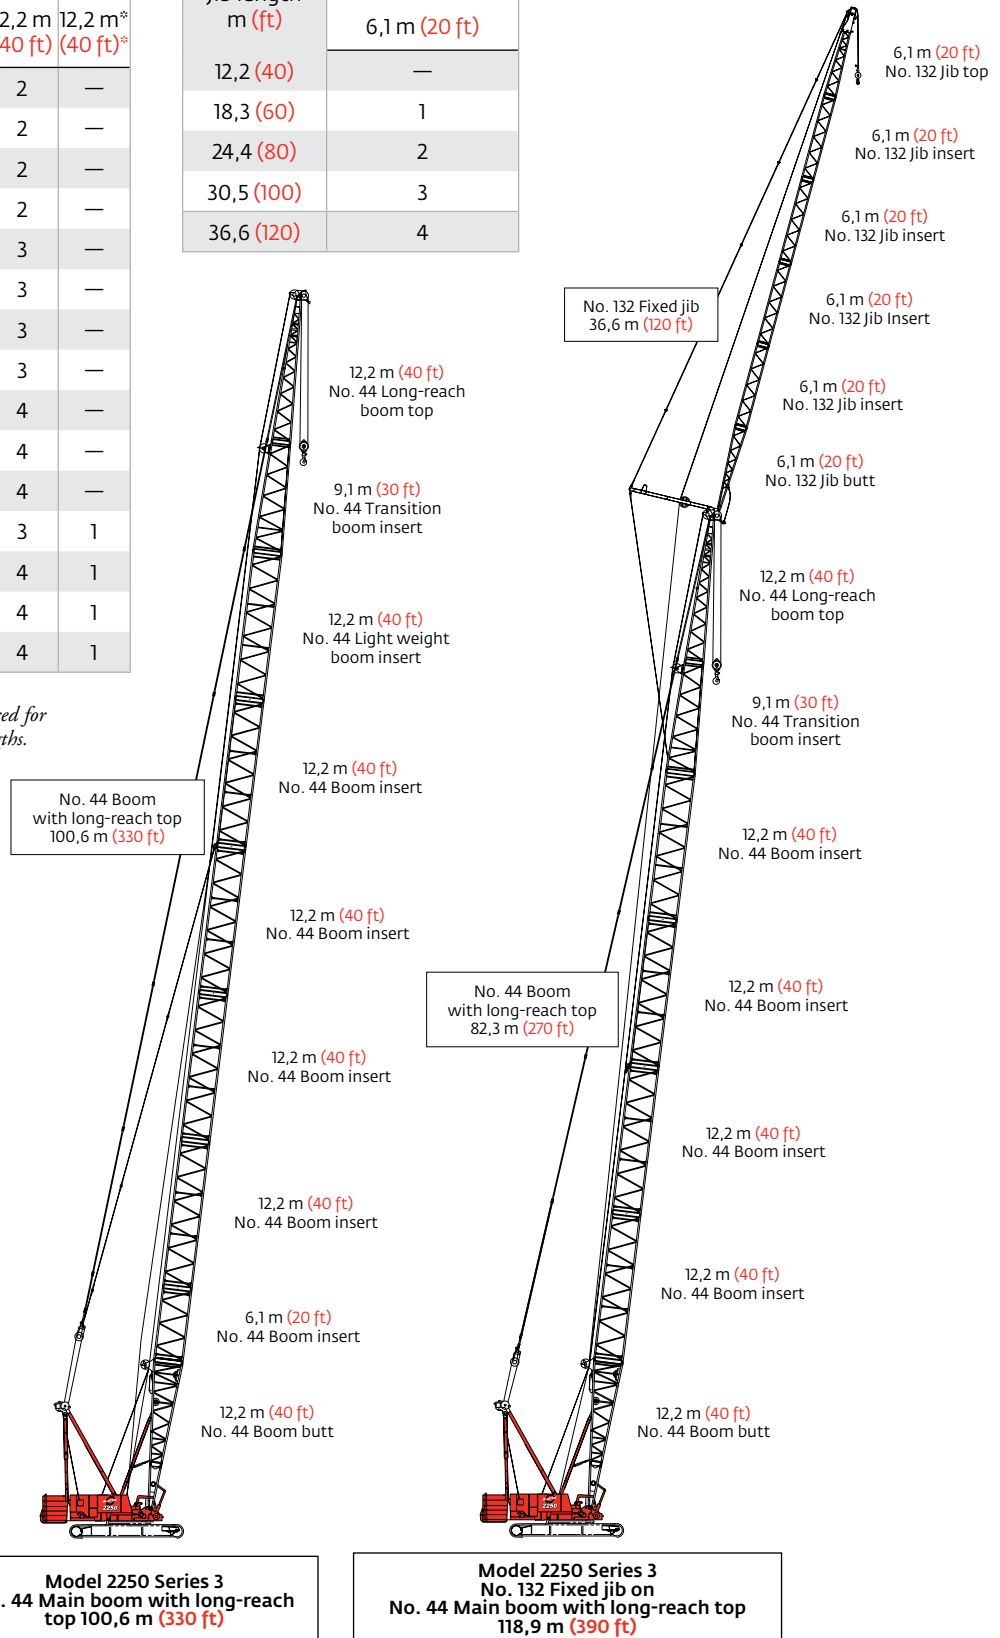 2,2 m 12,2 m*
40 ft) (40 ft)*
2 —
2 —
2 —
2 —
3 —
3 —
3 —
3 —
4 —
4 —
4 —
3 1
4 1
4 1
4 1
m (ft) 6,1 m (20 ft)
12,2 (40) —
18,3 (60) 1
24,4 (80) 2
30,5 (100) 3
36,6 (120) 4
12,2 m (40 ft)
No. 44 Long-reach
boom top
9,1 m (30 ft)
No. 44 Transition
boom insert
12,2 m (40 ft)
No. 44 Light weight
boom insert
12,2 m (40 ft)
No. 44 Boom insert
No. 44 Boom
with long-reach top
100,6 m (330 ft)
12,2 m (40 ft)
No. 44 Boom insert
12,2 m (40 ft)
No. 44 Boom insert
12,2 m (40 ft)
No. 44 Boom insert
6,1 m (20 ft)
No. 44 Boom insert
12,2 m (40 ft)
No. 44 Boom butt
2250
Model 2250 Series 3
. 44 Main boom with long-reach
top 100,6 m (330 ft)
6,1 m (20 ft)
No. 132 Jib top
6,1 m (20 ft)
No. 132 Jib insert
6,1 m (20 ft)
No. 132 Jib insert
6,1 m (20 ft)
No. 132 Jib Insert
No. 132 Fixed jib
36,6 m (120 ft)
6,1 m (20 ft)
No. 132 Jib insert
6,1 m (20 ft)
No. 132 Jib butt
12,2 m (40 ft)
No. 44 Long-reach
boom top
9,1 m (30 ft)
No. 44 Transition
boom insert
12,2 m (40 ft)
No. 44 Boom insert
12,2 m (40 ft)
No. 44 Boom insert
No. 44 Boom
with long-reach top
82,3 m (270 ft)
12,2 m (40 ft)
No. 44 Boom insert
12,2 m (40 ft)
No. 44 Boom insert
12,2 m (40 ft)
No. 44 Boom butt
2250
Model 2250 Series 3
No. 132 Fixed jib on
No. 44 Main boom with long-reach top
118,9 m (390 ft)